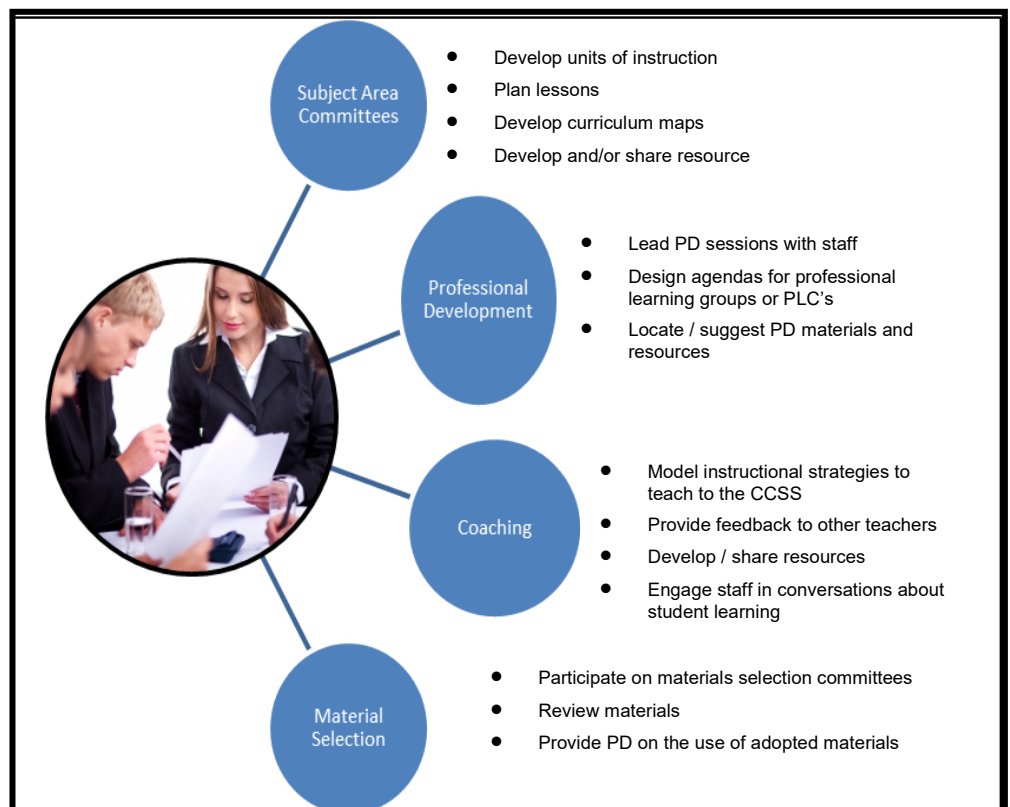 Subject Area
Committees
Develop units of instruction
Plan lessons
Develop curriculum maps
Develop and/or share resource
Professional
Development
Lead PD sessions with staff
Design agendas for professional
learning groups or PLC’s
Locate / suggest PD materials and
resources
Coaching
Model instructional strategies to
teach to the CCSS
Provide feedback to other teachers
Develop / share resources
Engage staff in conversations about
student learning
Material
Selection
Participate on materials selection committees
Review materials
Provide PD on the use of adopted materials